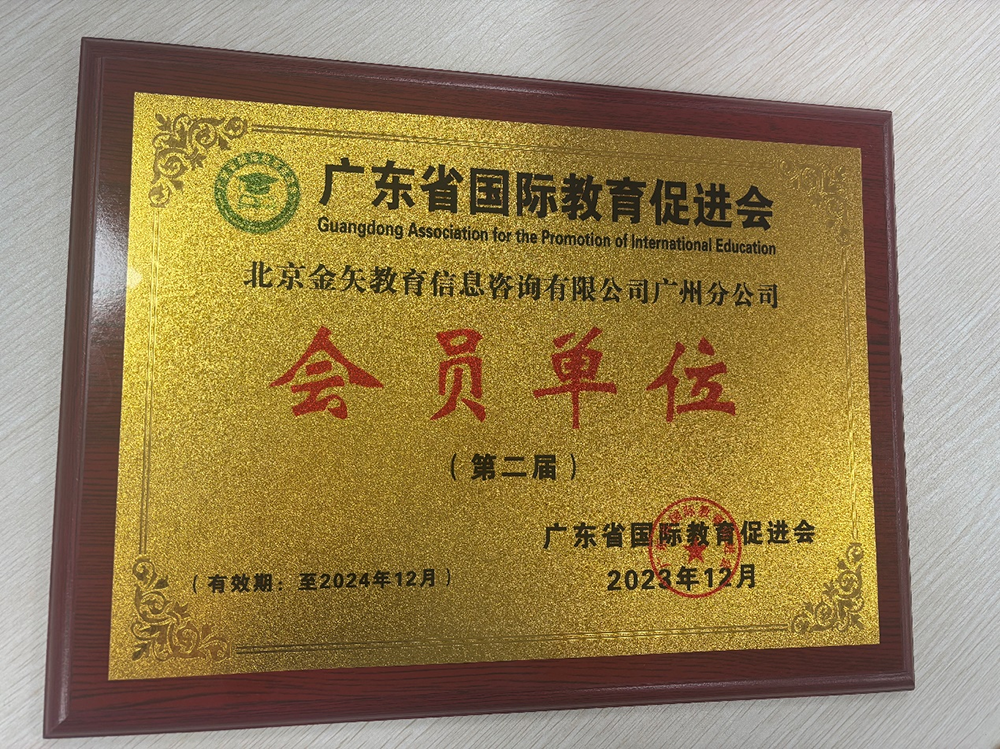 广东省国际教育促进会
Guangdong Association for the Promotion of International Education
北京金矢教育信息咨询有限公司广州分公司
会员单位
（第二届）
广东省国际教育促进会
（有效期：至2024年12月）
2023年12月